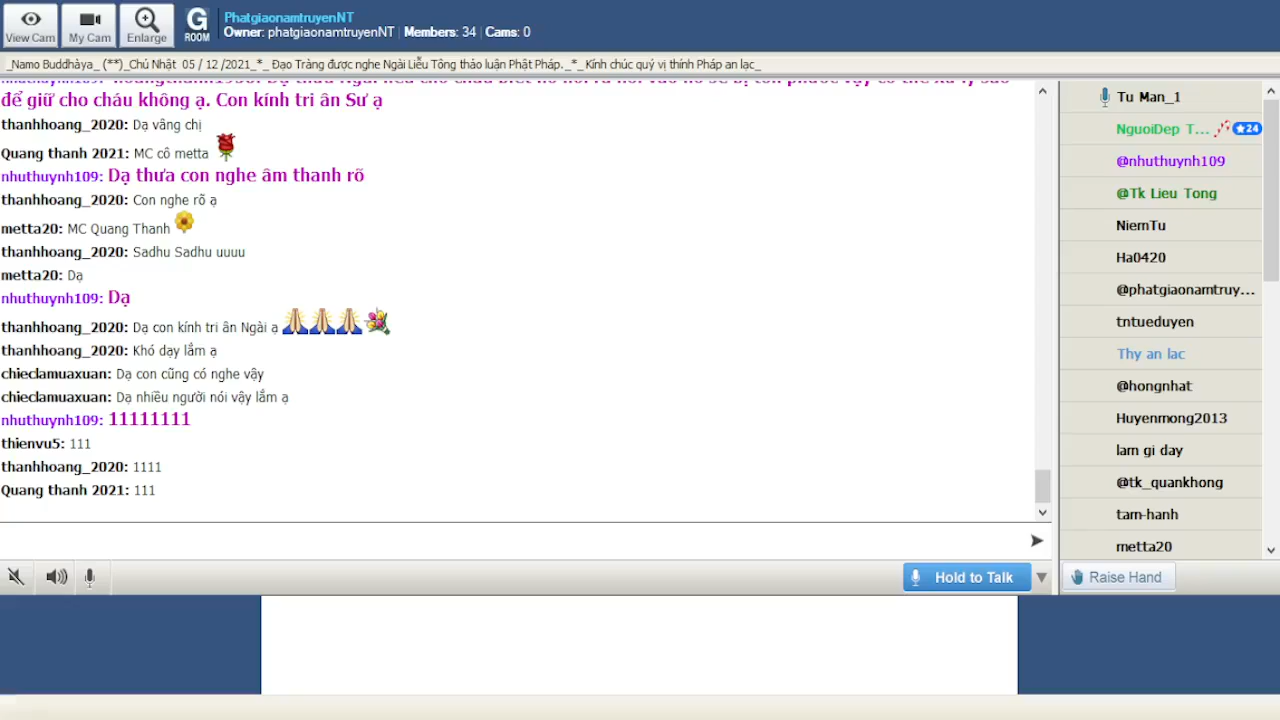 View Cam
My Cam
Enlarge
G
ROOM
PhatgiaonamtruyenNT
Owner: phatgiaonamtruyenNT | Members: 34 | Cams: 0
_Namo Buddhàya_ (**)_Chủ Nhật 05 / 12 /2021_*_ Đạo Tràng được nghe Ngài Liễu Tông thảo luận Phật Pháp._*_Kính chúc quý vị thính Pháp an lạc_
để giữ cho cháu không ạ. Con kính tri ân Sư ạ
thanhhoang_2020: Dạ vâng chị
Quang thanh 2021: MC cô metta
nhuthuynh109: Dạ thưa con nghe âm thanh rõ
thanhhoang_2020: Con nghe rõ ạ
metta20: MC Quang Thanh
thanhhoang_2020: Sadhu Sadhu uuuu
metta20: Dạ
nhuthuynh109: Dạ
thanhhoang_2020: Dạ con kính tri ân Ngài ạ
thanhhoang_2020: Khó dạy lắm ạ
chieclamuaxuan: Dạ con cũng có nghe vậy
chieclamuaxuan: Dạ nhiều người nói vậy lắm ạ
nhuthuynh109: 11111111
thienvu5: 111
thanhhoang_2020: 1111
Quang thanh 2021: 111
Hold to Talk
Tu Man_1
NguoiDep T... 24
@nhuthuynh109
@Tk Lieu Tong
NiemTu
Ha0420
@phatgiaonamtruy...
tntueduyen
Thy an lac
@hongnhat
Huyenmong2013
lam gi day
@tk_quankhong
tam-hanh
metta20
Raise Hand